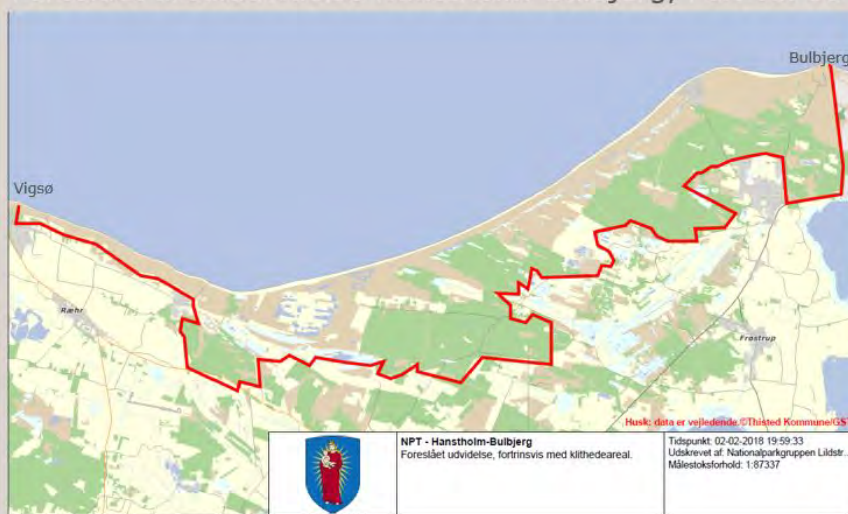 Bulbjerg
Vigsø
Ræhr
Frøstrup
Husk: data er vejledende.©Thisted Kommune/GST
NPT - Hanstholm-Bulbjerg
Foreslået udvidelse, fortrinsvis med klithedeareal.
Tidspunkt: 02-02-2018 19:59:33
Udskrevet af: Nationalparkgruppen Lildstr...
Målestoksforhold: 1:87337